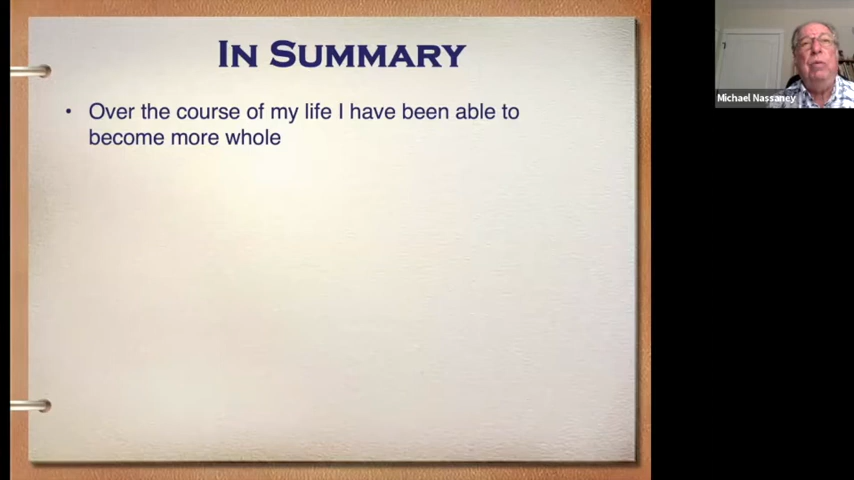 IN SUMMARY
• Over the course of my life I have been able to
become more whole
Michael Nassaney